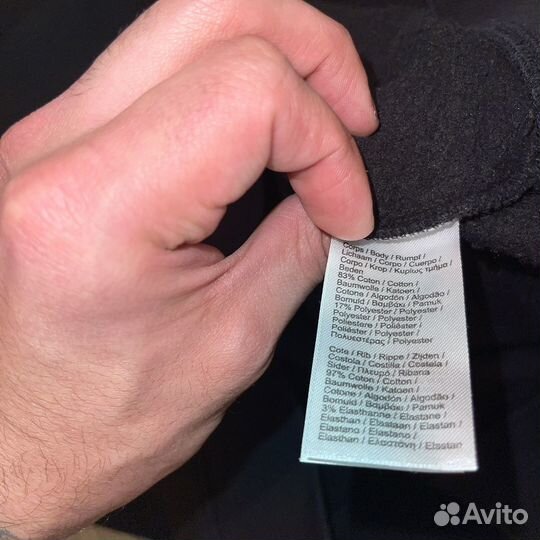 Corps / Body / Rumpf /
Lichaam / Corpo / Cuerpo /
Corpo / Krop / Κυρίως τμήμα /
Beden
83% Coton / Cotton /
Baumwolle / Katoen /
Cotone / Algodón / Algodão /
Bomuld / Βαμβάκι / Pamuk
17% Polyester / Polyester /
Polyester / Polyester /
Poliestere / Poliéster /
Poliéster / Polyester /
Πολυεστέρας / Polyester
Cote / Rib / Rippe / Zijden /
Costola / Costilla / Costela /
Sider / Πλευρό / Ribana
97% Coton / Cotton /
Baumwolle / Katoen /
Cotone / Algodón / Algodão /
Bomuld / Βαμβάκι / Pamuk
3% Elasthanne / Elastane /
Elasthan / Elastaan / Elastan /
Elastano / Elastano /
Elasthan / Ελαστάνη / Elastan
Avito